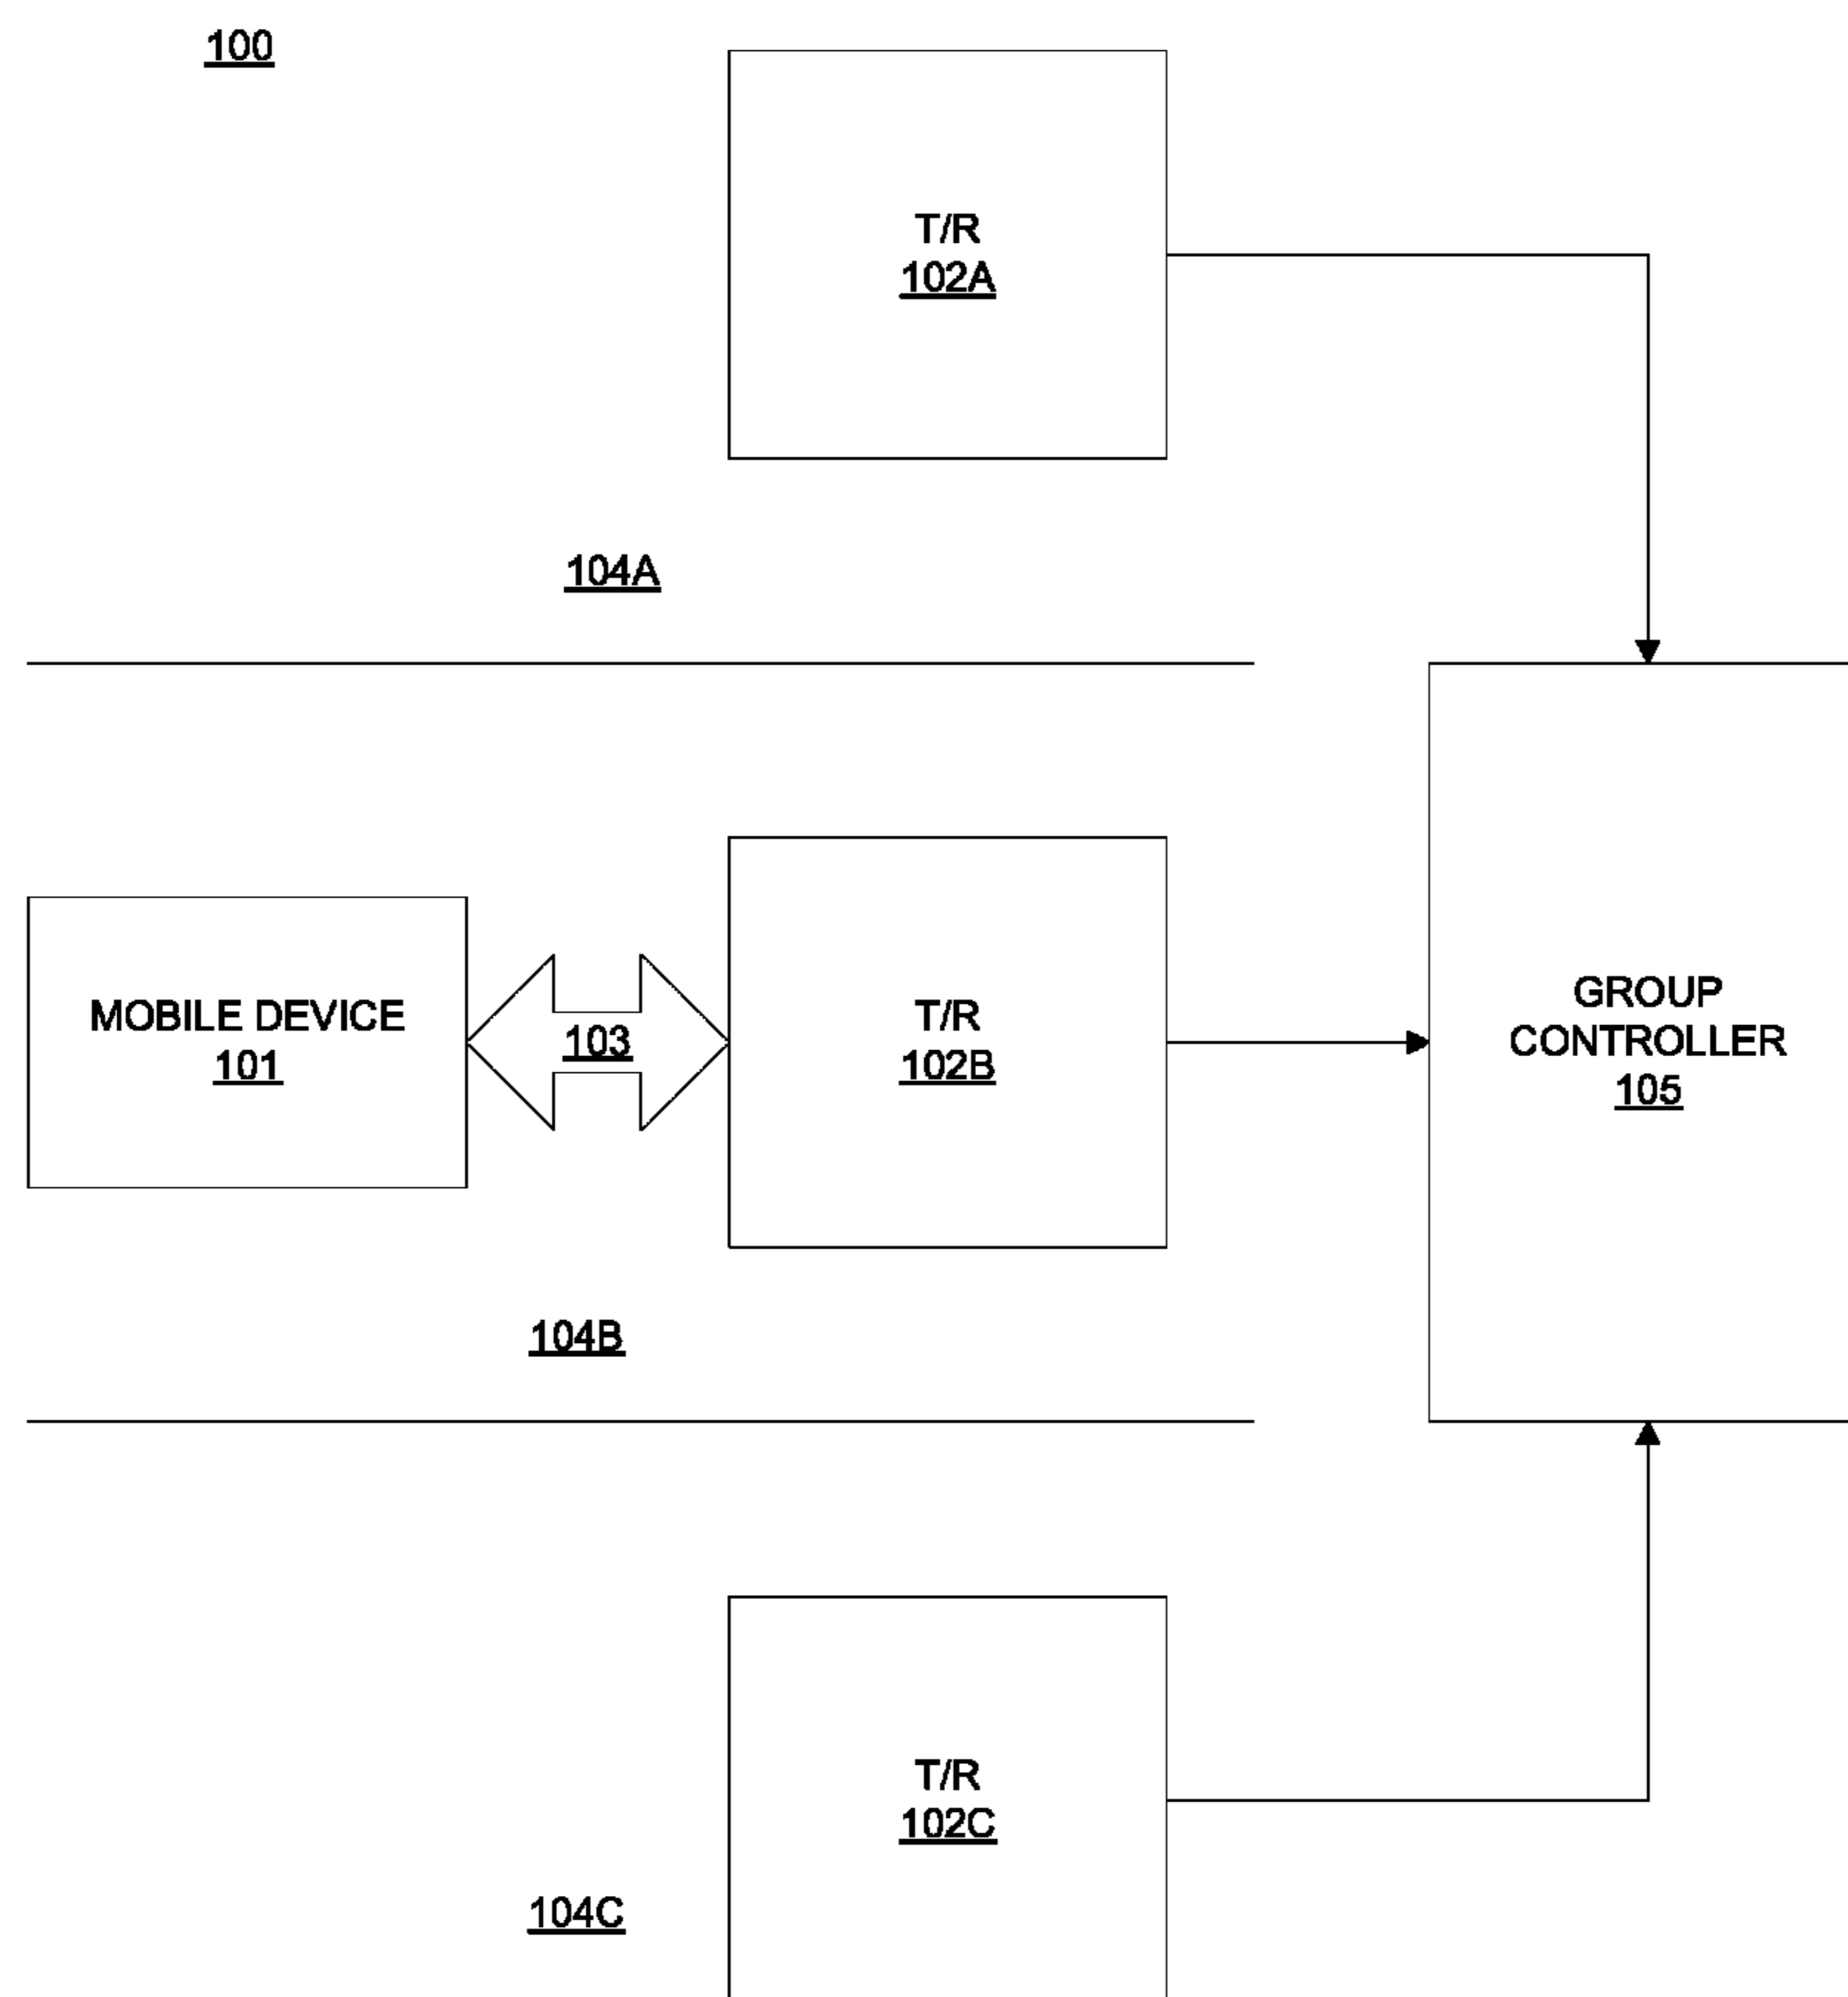 100
T/R
102A
104A
MOBILE DEVICE
101
103
T/R
102B
GROUP
CONTROLLER
105
104B
T/R
102C
104C